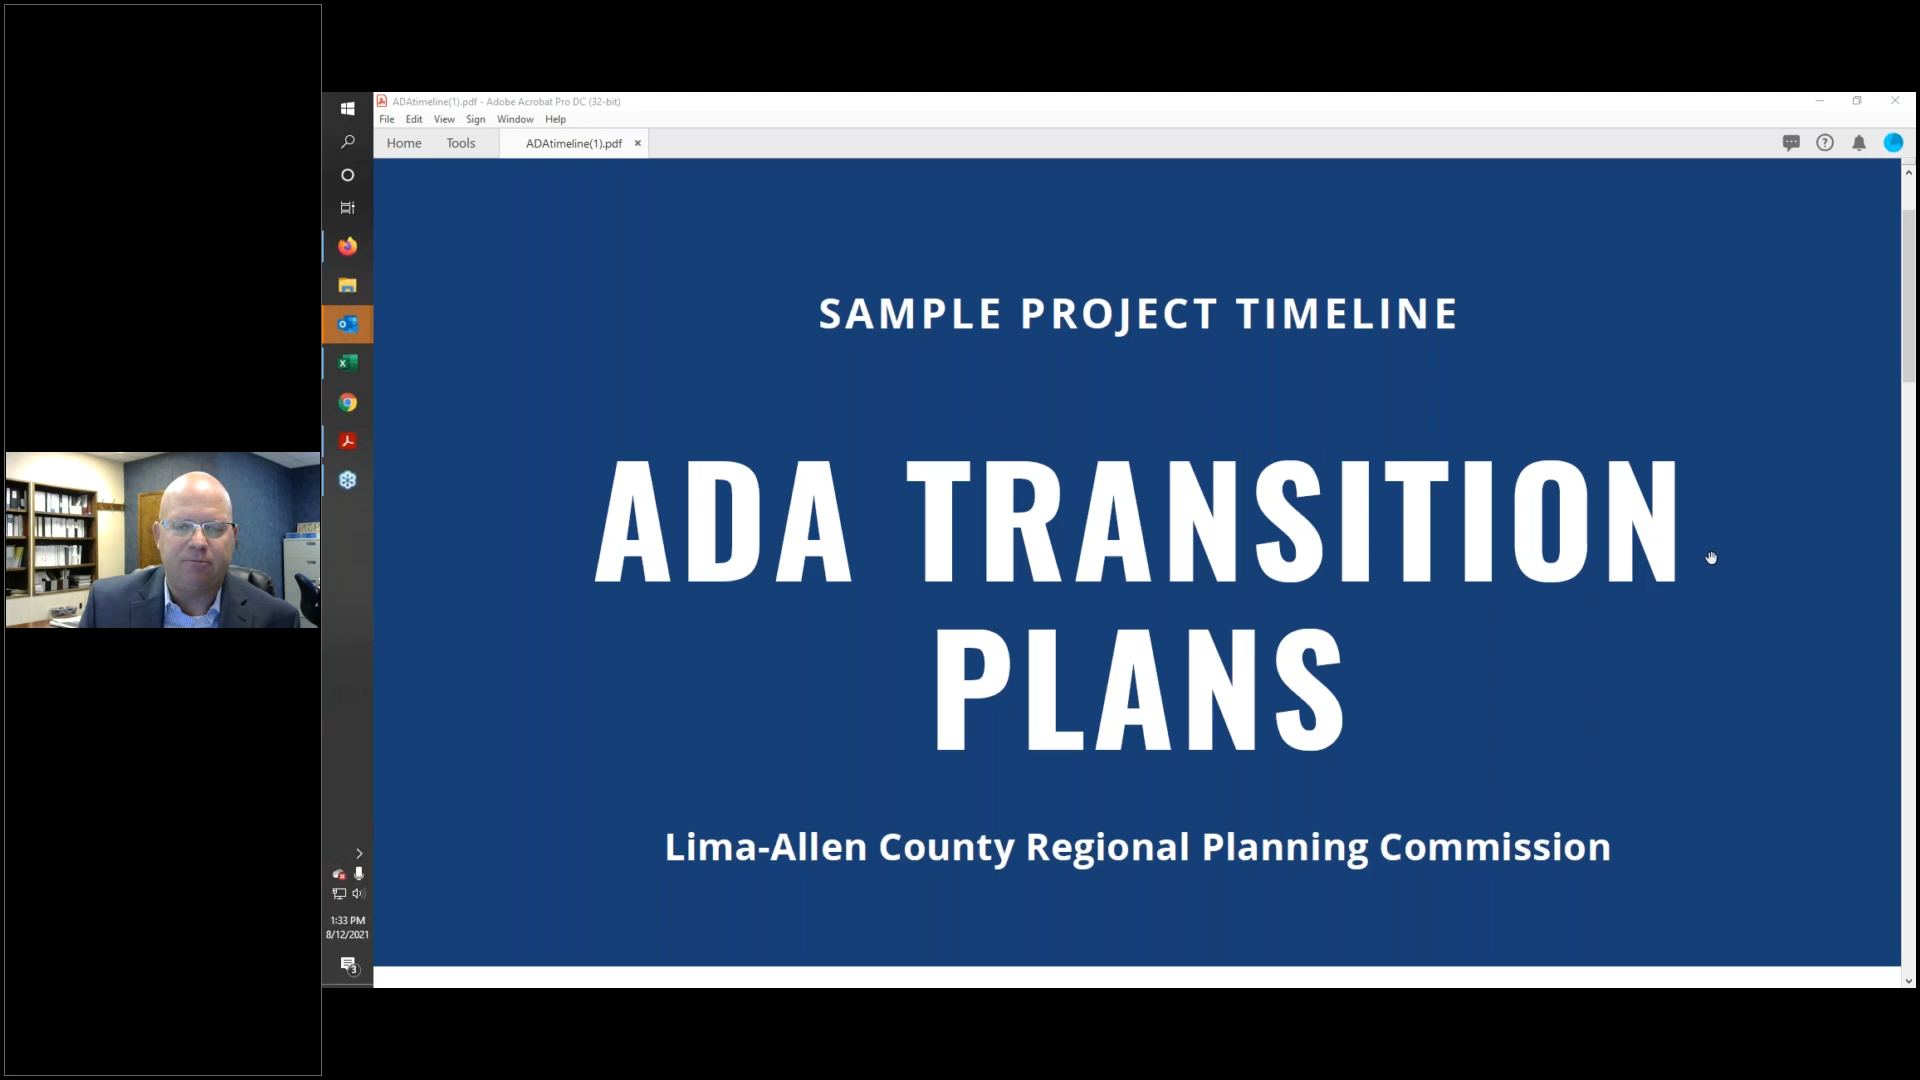 ADAtimeline(1).pdf - Adobe Acrobat Pro DC (32-bit)
File Edit View Sign Window Help
Home Tools ADAtimeline(1).pdf
SAMPLE PROJECT TIMELINE
ADA TRANSITION
PLANS
Lima-Allen County Regional Planning Commission
1:33 PM
8/12/2021
3